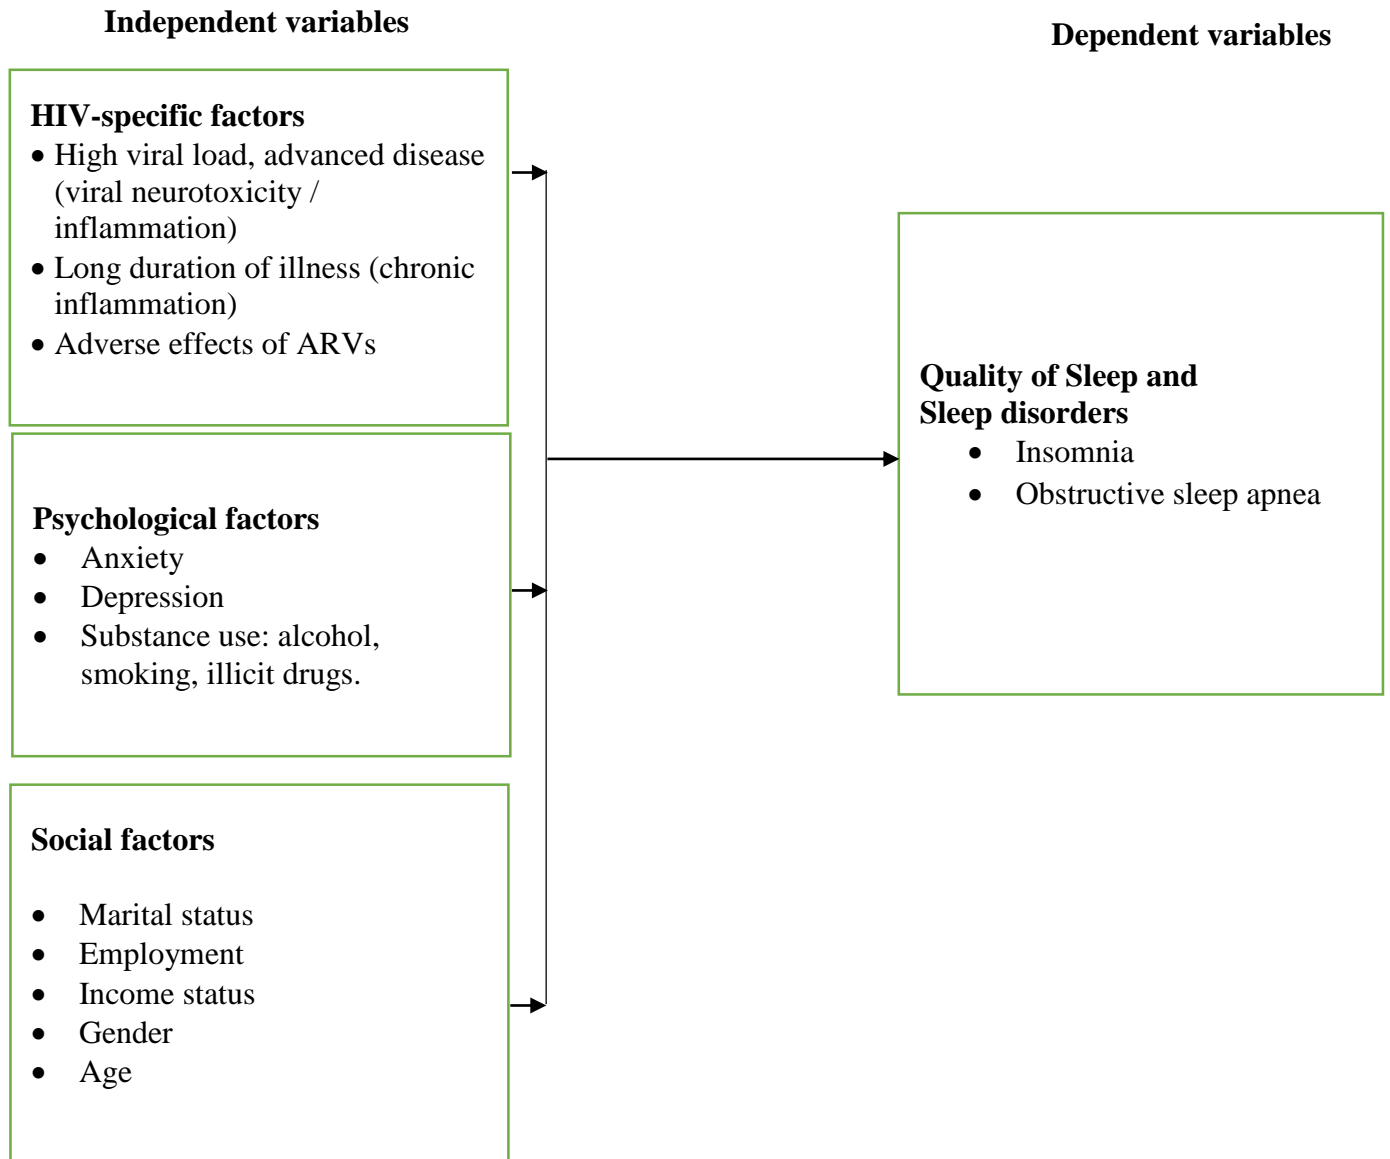 Independent variables
Dependent variables
HIV-specific factors
• High viral load, advanced disease
(viral neurotoxicity /
inflammation)
• Long duration of illness (chronic
inflammation)
• Adverse effects of ARVs
Psychological factors
• Anxiety
• Depression
• Substance use: alcohol,
smoking, illicit drugs.
Social factors
• Marital status
• Employment
• Income status
• Gender
• Age
Quality of Sleep and
Sleep disorders
• Insomnia
• Obstructive sleep apnea